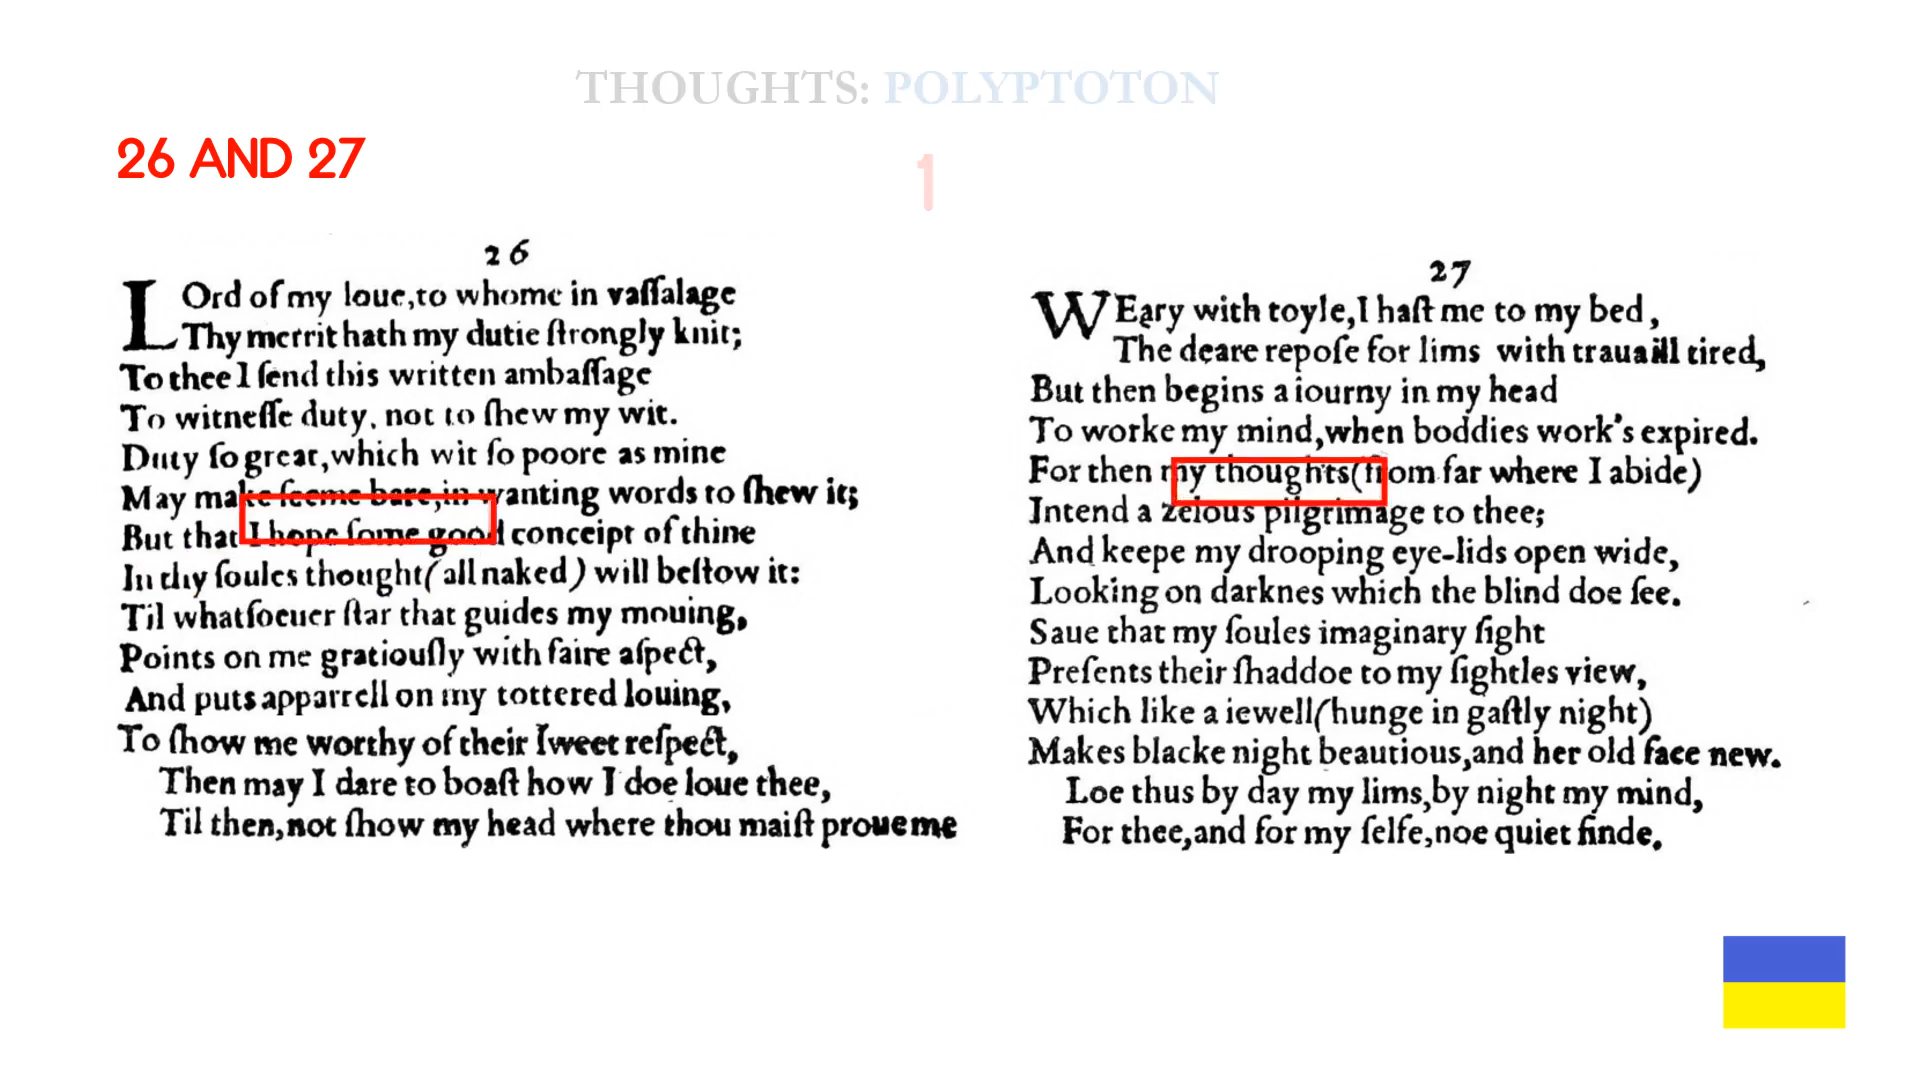 THOUGHTS: POLYPTOTON
26 AND 27
1
26
LOrd of my loue,to whome in vaſſalage
Thy merrit hath my dutie ſtrongly knit;
To thee I ſend this written ambaſſage
To witneſſe duty, not to ſhew my wit.
Duty ſo great,which wit ſo poore as mine
May make ſeeme bare,in wanting words to ſhew it;
But that I hope ſome good conceipt of thine
In thy ſoules thought(all naked) will beſtow it:
Til whatſoeuer ſtar that guides my mouing,
Points on me gratiouſly with faire aſpect,
And puts apparrell on my tottered louing,
To ſhow me worthy of their ſweet reſpect,
Then may I dare to boaſt how I doe loue thee,
Til then,not ſhow my head where thou maiſt proue me
27
WEary with toyle,I haſt me to my bed,
The deare repoſe for lims with trauaill tired,
But then begins a iourny in my head
To worke my mind,when boddies work's expired.
For then my thoughts(from far where I abide)
Intend a zelous pilgrimage to thee;
And keepe my drooping eye-lids open wide,
Looking on darknes which the blind doe ſee.
Saue that my ſoules imaginary ſight
Preſents their ſhaddoe to my ſightles view,
Which like a iewell(hunge in gaſtly night)
Makes blacke night beautious,and her old face new.
Loe thus by day my lims,by night my mind,
For thee,and for my ſelfe,noe quiet finde.